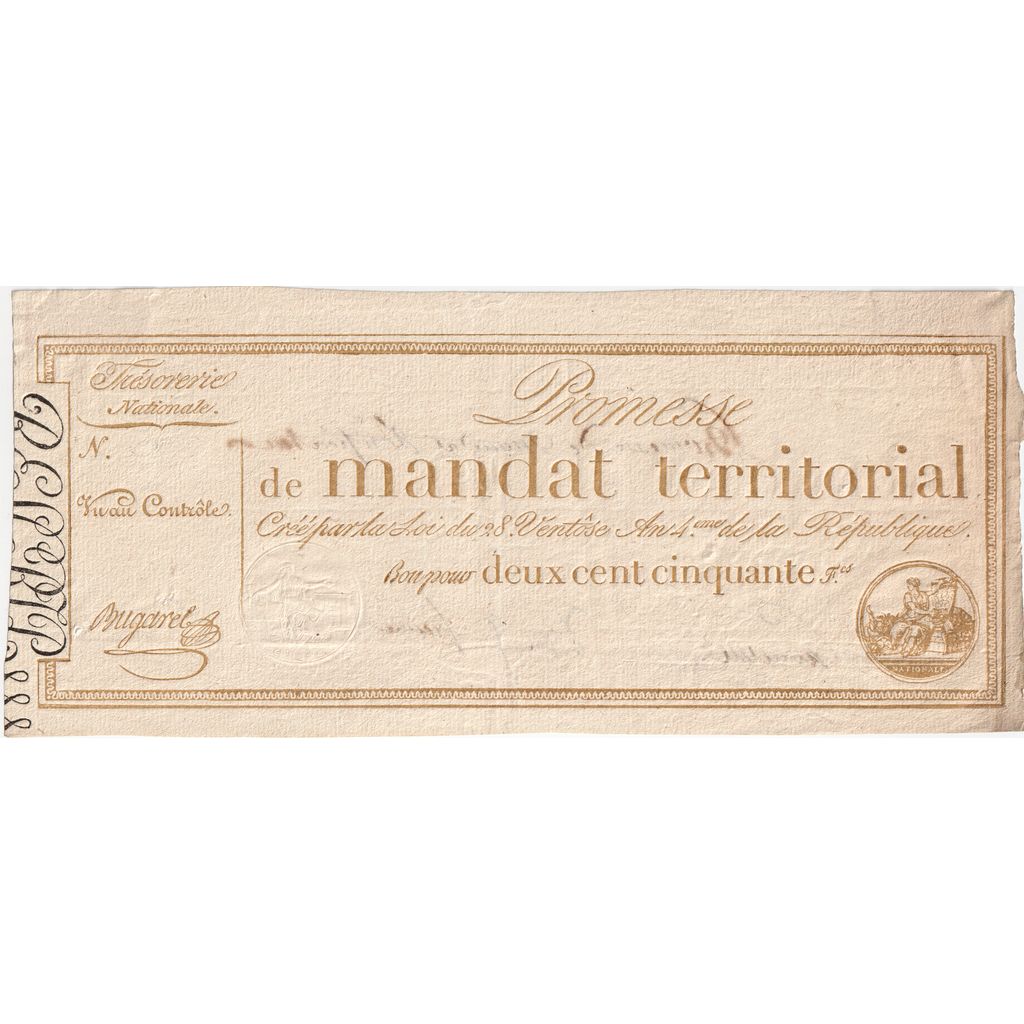 Thésorerie
Nationale.
N.
Vu au Contrôle.
Bugarel
Promesse
de mandat territorial
Créé par la Loi du 28. Ventôse An 4.eme de la République.
Bon pour deux cent cinquante F.cs
NATIONALE